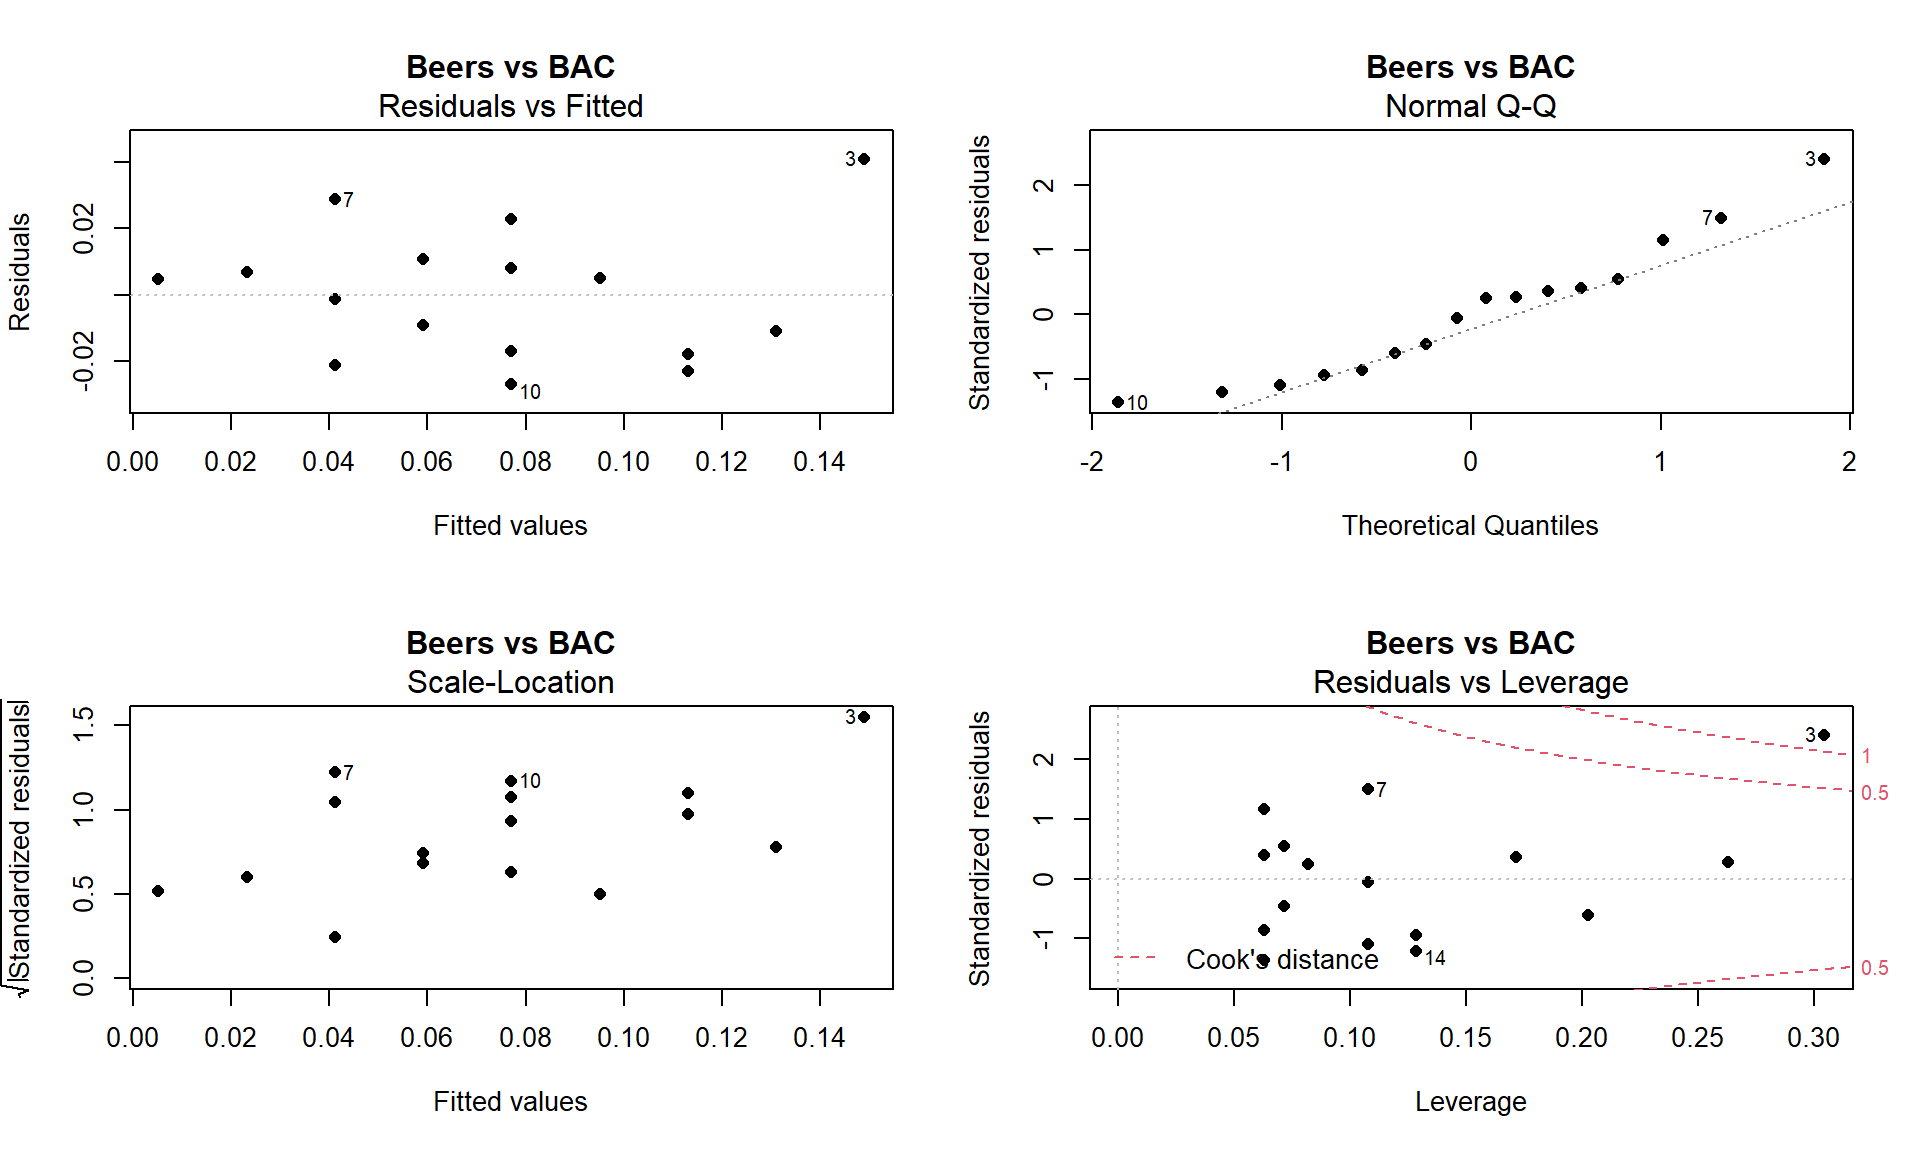 Beers vs BAC
Residuals vs Fitted
Residuals
0.02
-0.02
3
7
10
0.00 0.02 0.04 0.06 0.08 0.10 0.12 0.14
Fitted values
Beers vs BAC
Normal Q-Q
Standardized residuals
2
1
0
-1
3
7
10
-2 -1 0 1 2
Theoretical Quantiles
Beers vs BAC
Scale-Location
√|Standardized residuals|
1.5
1.0
0.5
0.0
3
7
10
0.00 0.02 0.04 0.06 0.08 0.10 0.12 0.14
Fitted values
Beers vs BAC
Residuals vs Leverage
Standardized residuals
2
1
0
-1
3
1
7
0.5
14
Cook's distance
0.5
0.00 0.05 0.10 0.15 0.20 0.25 0.30
Leverage